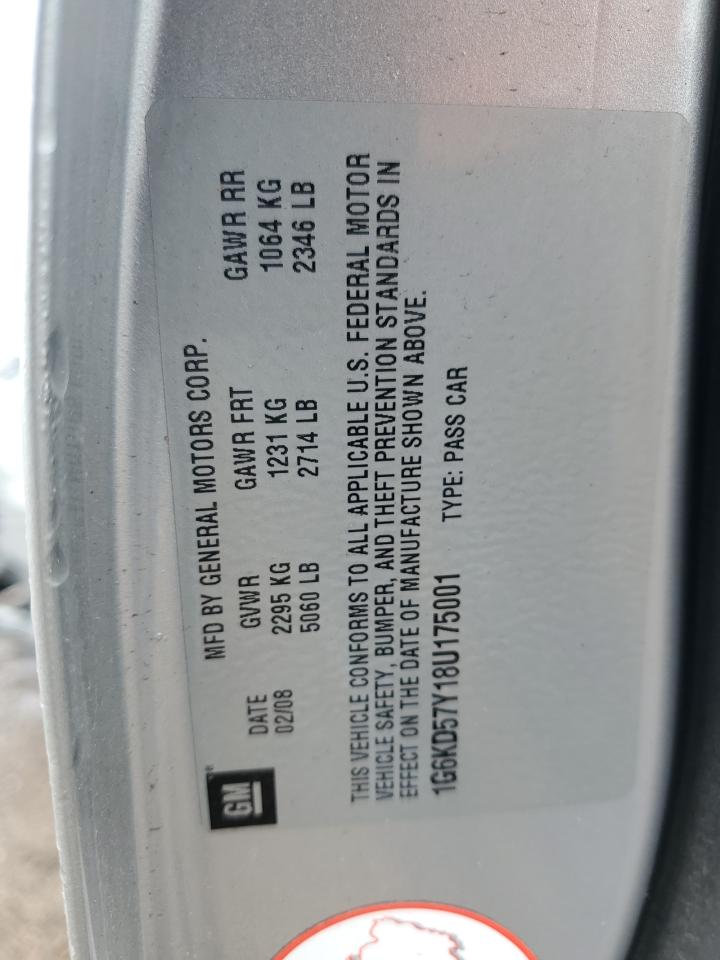 GM
MFD BY GENERAL MOTORS CORP.
DATE GVWR GAWR FRT GAWR RR
02/08 2295 KG 1231 KG 1064 KG
5060 LB 2714 LB 2346 LB
THIS VEHICLE CONFORMS TO ALL APPLICABLE U.S. FEDERAL MOTOR
VEHICLE SAFETY, BUMPER, AND THEFT PREVENTION STANDARDS IN
EFFECT ON THE DATE OF MANUFACTURE SHOWN ABOVE.
1G6KD57Y18U175001 TYPE: PASS CAR